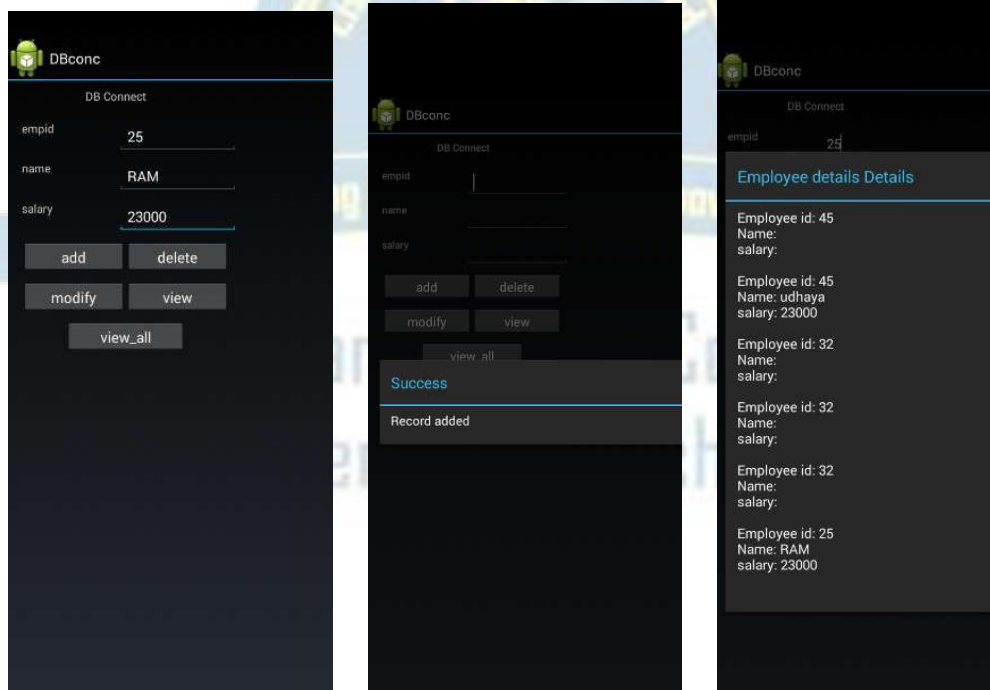 DBconc
DB Connect
empid 25
name RAM
salary 23000
add delete
modify view
view_all
DBconc
DB Connect
empid
name
salary
add delete
modify view
view_all
Success
Record added
DBconc
DB Connect
empid 25
Employee details Details
Employee id: 45
Name:
salary:
Employee id: 45
Name: udhaya
salary: 23000
Employee id: 32
Name:
salary:
Employee id: 32
Name:
salary:
Employee id: 32
Name:
salary:
Employee id: 25
Name: RAM
salary: 23000